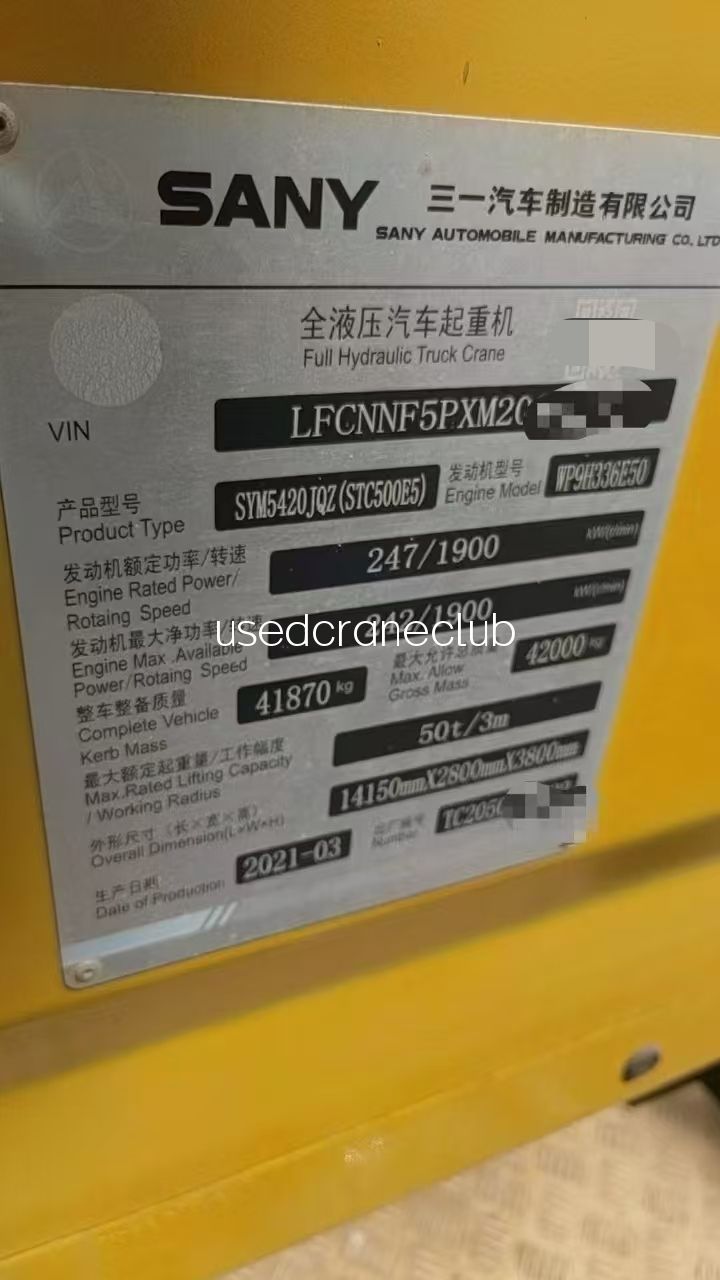 SANY 三一汽车制造有限公司
SANY AUTOMOBILE MANUFACTURING CO. LTD
全液压汽车起重机
Full Hydraulic Truck Crane
VIN LFCNNF5PXM2
产品型号 SYM5420JQZ(STC500E5) 发动机型号 WP9H336E50
Product Type Engine Model
发动机额定功率/转速 247/1900 kW/(r/min)
Engine Rated Power/
Rotaing Speed
发动机最大净功率/转速 242/1900 kW/(r/min)
usedcraneclub
Engine Max .Available
Power/Rotaing Speed
整车整备质量 41870 kg 最大允许总质量 42000 kg
Complete Vehicle Max. Allow
Kerb Mass Gross Mass
最大额定起重量/工作幅度 50t/3m
Max.Rated Lifting Capacity
/ Working Radius
外形尺寸（长×宽×高） 14150mmX2800mmX3800mm
Overall Dimension(L×W×H)
生产日期 2021-03 出厂编号 TC205
Date of Production Number